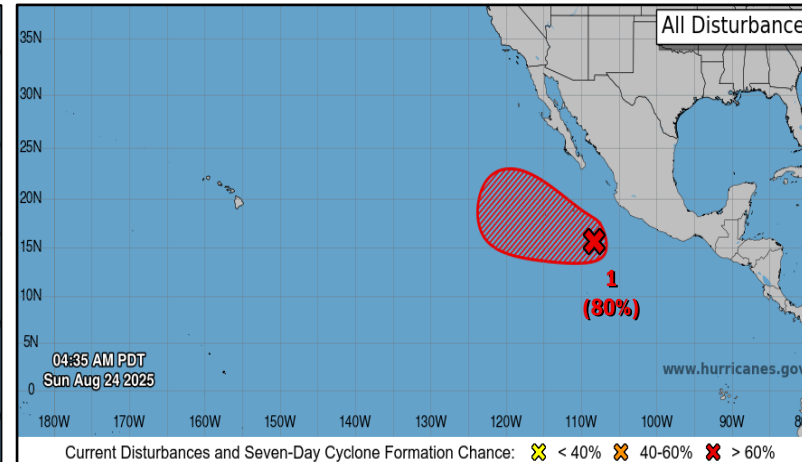 All Disturbance
35N
30N
25N
20N
15N
10N
5N
0
1
(80%)
04:35 AM PDT
Sun Aug 24 2025
www.hurricanes.gov
180W 170W 160W 150W 140W 130W 120W 110W 100W 90W 8
Current Disturbances and Seven-Day Cyclone Formation Chance: < 40% 40-60% > 60%